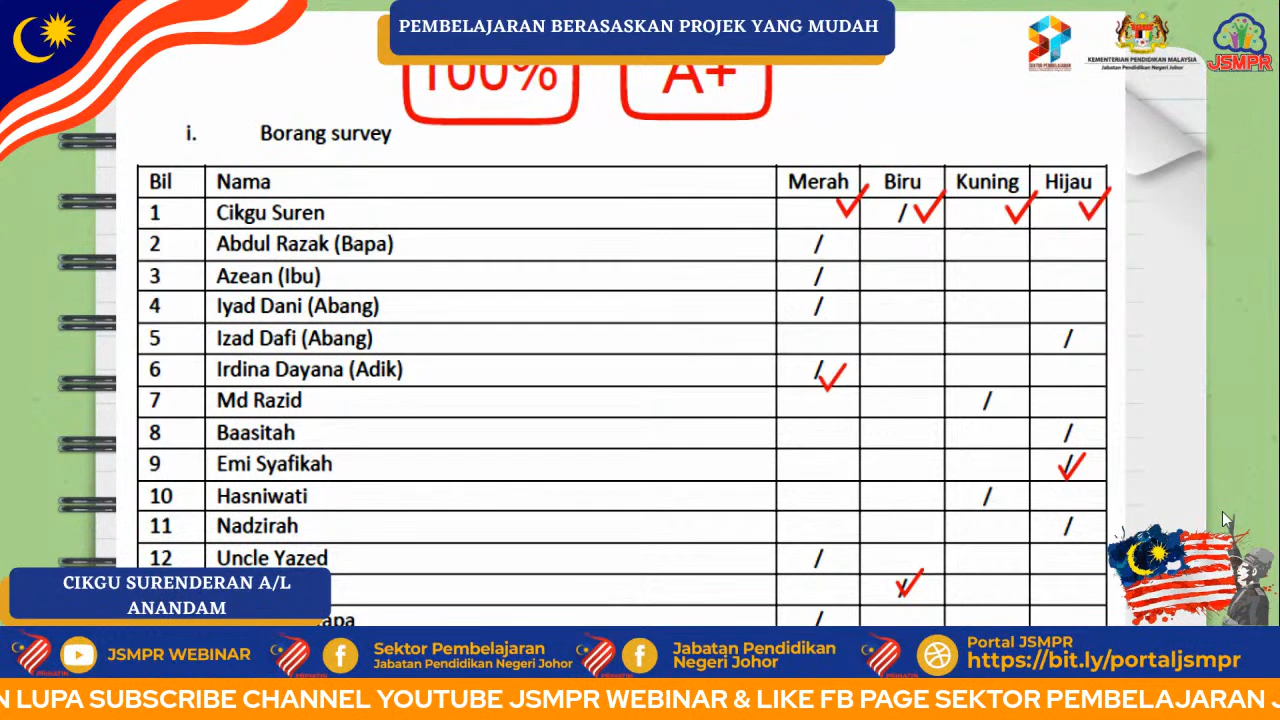 PEMBELAJARAN BERASASKAN PROJEK YANG MUDAH
KEMENTERIAN PENDIDIKAN MALAYSIA
Jabatan Pendidikan Negeri Johor
JSMPR
100% A+
i. Borang survey
Bil Nama Merah Biru Kuning Hijau
1 Cikgu Suren /
2 Abdul Razak (Bapa) /
3 Azean (Ibu) /
4 Iyad Dani (Abang) /
5 Izad Dafi (Abang) /
6 Irdina Dayana (Adik) /
7 Md Razid /
8 Baasitah /
9 Emi Syafikah /
10 Hasniwati /
11 Nadzirah /
12 Uncle Yazed /
/
/
CIKGU SURENDERAN A/L
ANANDAM
JSMPR WEBINAR
Sektor Pembelajaran
Jabatan Pendidikan Negeri Johor
Jabatan Pendidikan
Negeri Johor
Portal JSMPR
https://bit.ly/portaljsmpr
N LUPA SUBSCRIBE CHANNEL YOUTUBE JSMPR WEBINAR & LIKE FB PAGE SEKTOR PEMBELAJARAN J